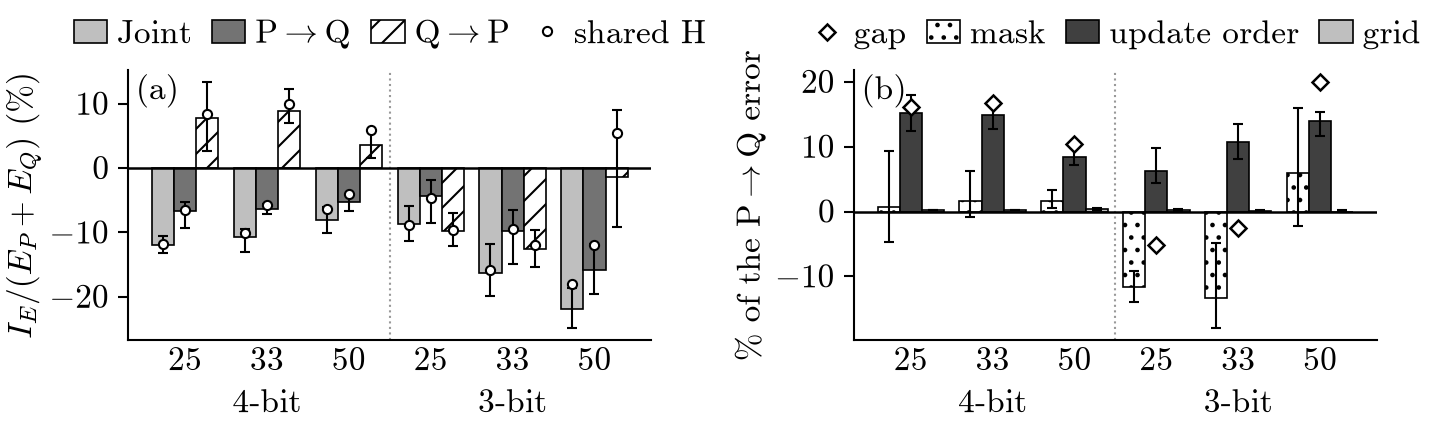 Joint P → Q Q → P shared H
gap mask update order grid
(a)
I_E/(E_P + E_Q) (%)
10
0
−10
−20
25 33 50 25 33 50
4-bit 3-bit
(b)
% of the P → Q error
20
10
0
−10
25 33 50 25 33 50
4-bit 3-bit